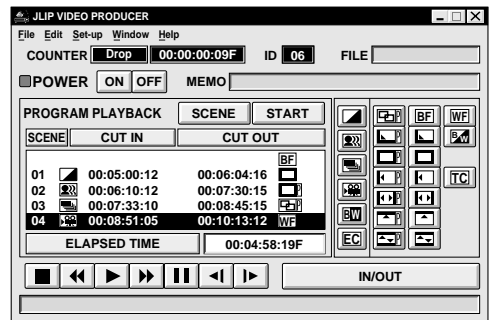 JLIP VIDEO PRODUCER
File Edit Set-up Window Help
COUNTER Drop 00:00:00:09F ID 06 FILE
POWER ON OFF MEMO
PROGRAM PLAYBACK SCENE START
SCENE CUT IN CUT OUT
BF
01 00:05:00:12 00:06:04:16
02 00:06:10:12 00:07:30:15 P
03 00:07:33:10 00:08:45:15 P
04 00:08:51:05 00:10:13:12 WF
ELAPSED TIME 00:04:58:19F
P BF WF
P B/W
P
P TC
BW P
P
EC P
IN/OUT